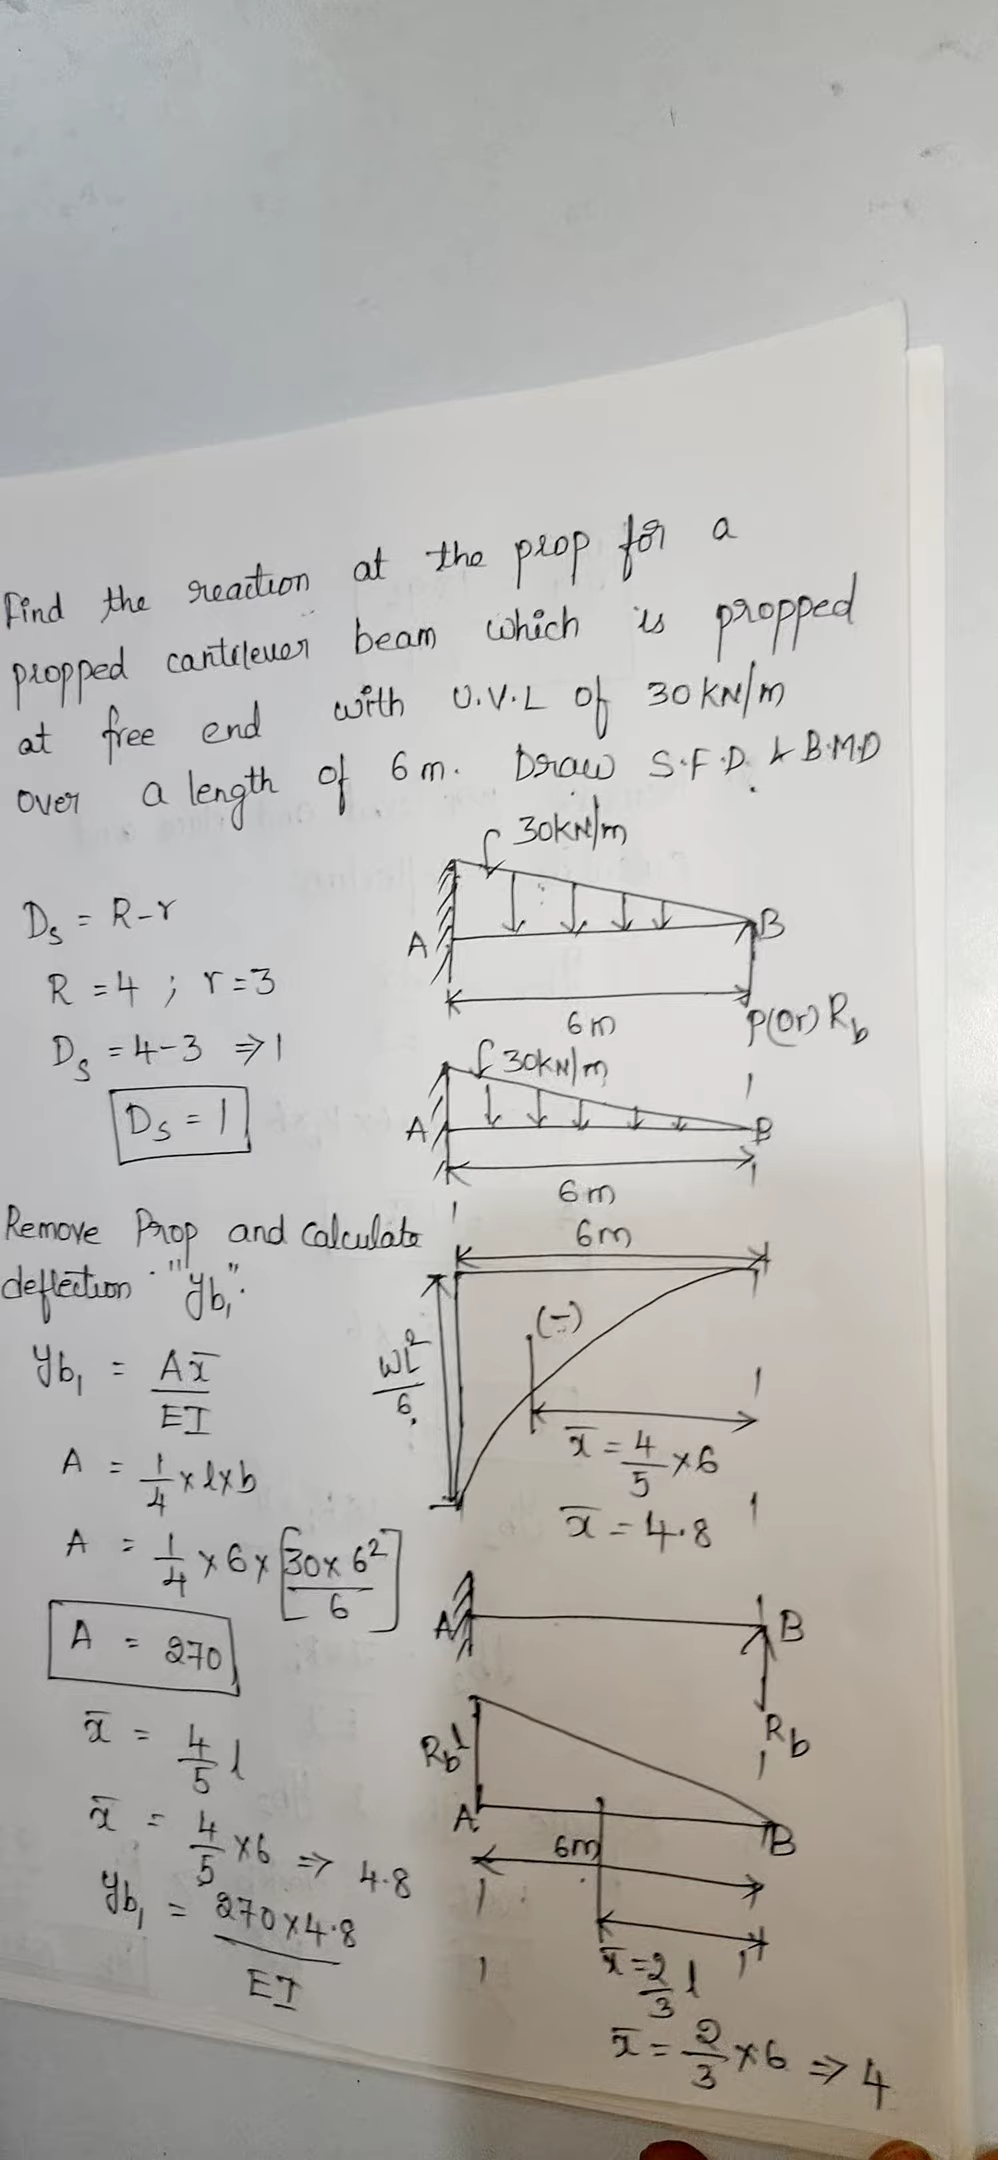 Find the reaction at the prop for a
propped cantilever beam which is propped
at free end with U.V.L of 30 KN/m
over a length of 6 m. Draw S.F.D. & B.M.D.
30KN/m
A
B
6m
P(or) Rb
Ds = R-r
R = 4 ; r = 3
Ds = 4-3 ⇒ 1
Ds = 1
30KN/m
A
B
6m
Remove Prop and Calculate
deflection "yb₁".
yb₁ = Ax̄/EI
A = 1/4 × l × b
A = 1/4 × 6 × [30 × 6²/6]
A = 270
x̄ = 4/5 l
x̄ = 4/5 × 6 ⇒ 4.8
yb₁ = 270 × 4.8/EI
6m
WL²/6
(-)
x̄ = 4/5 × 6
x̄ = 4.8
A
B
Rb
Rbl
A
B
6m
x̄ = 2/3 l
x̄ = 2/3 × 6 ⇒ 4